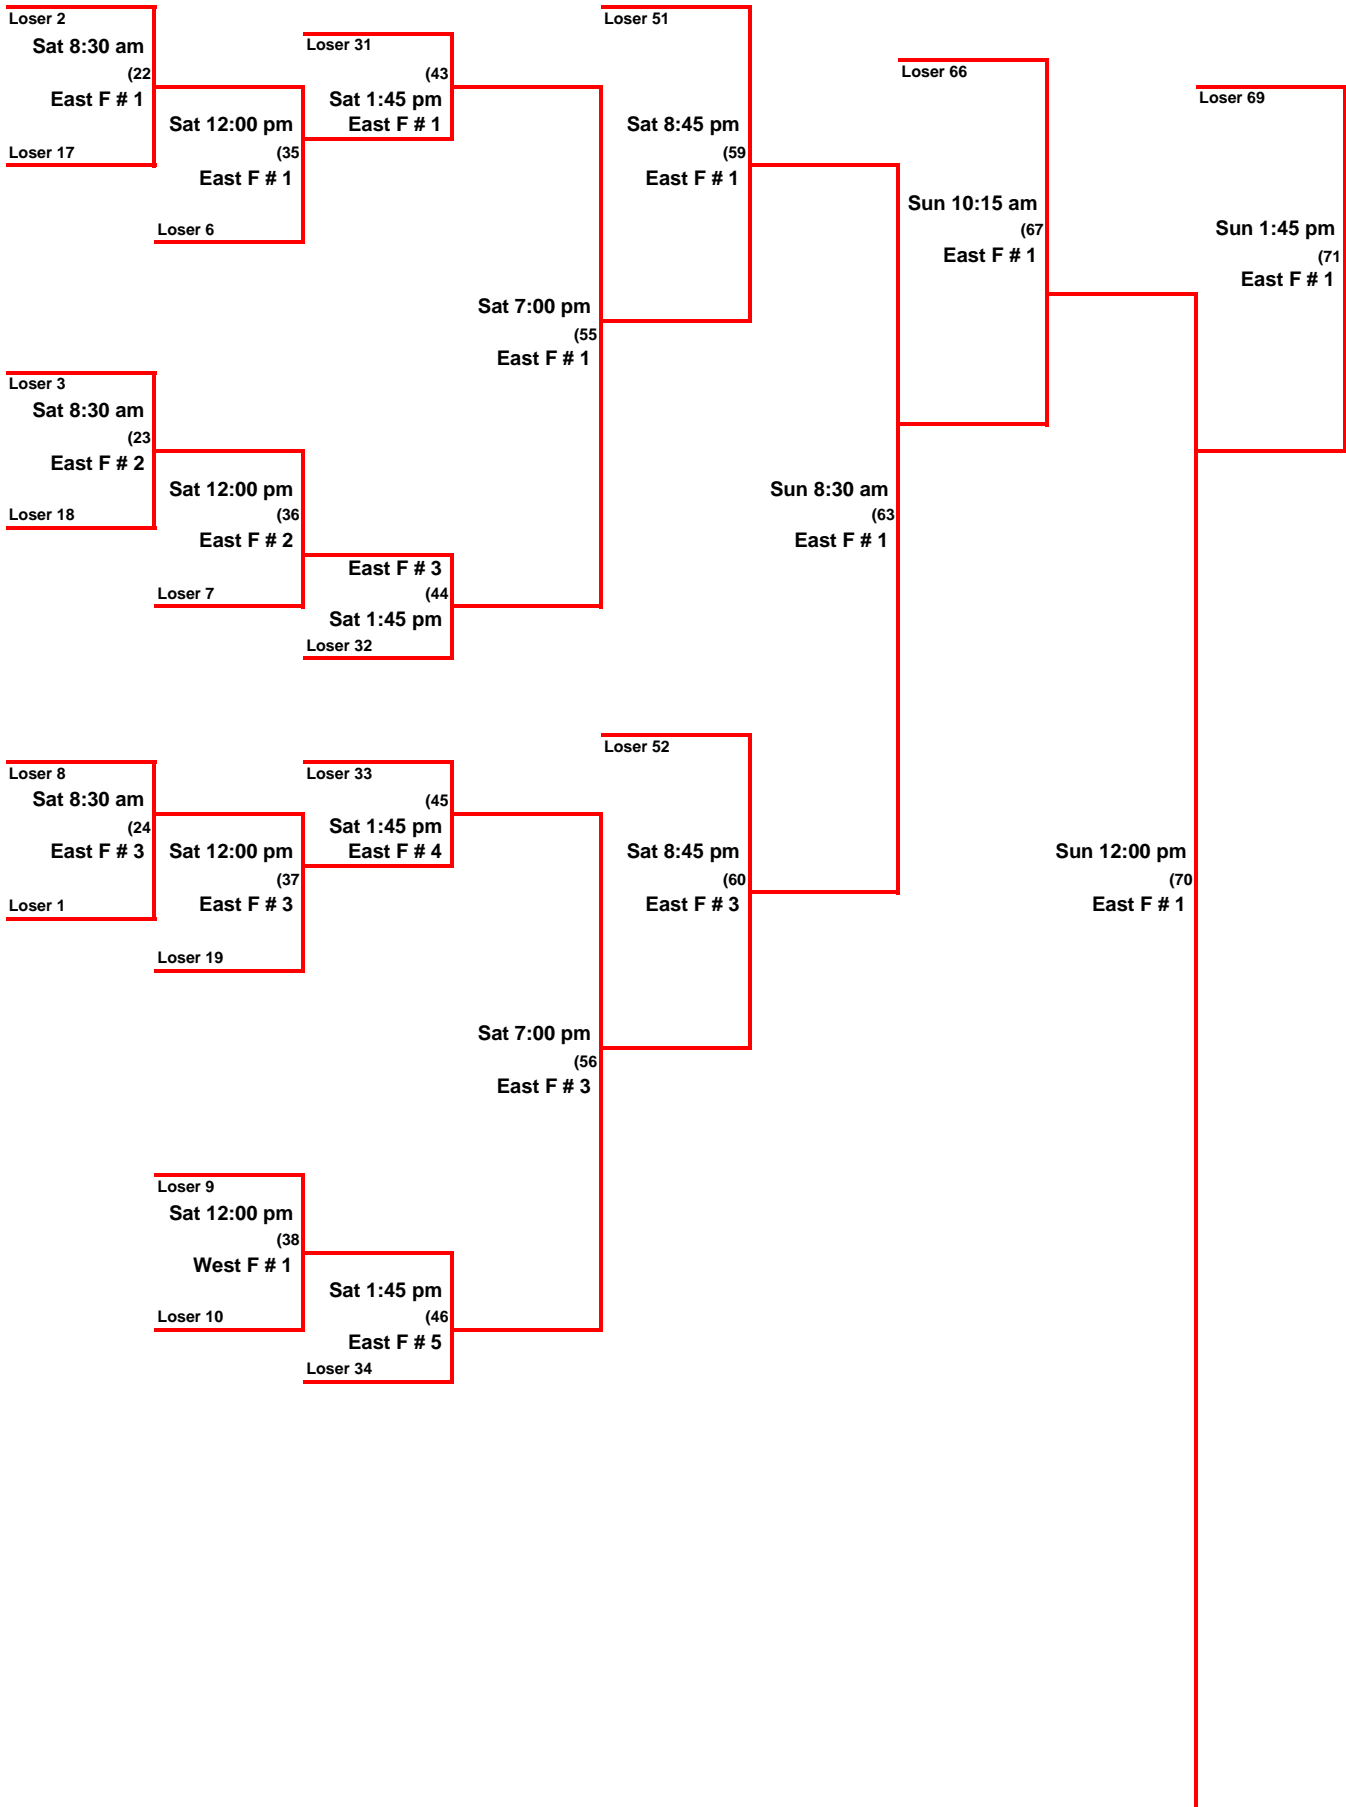 Loser 2
Sat 8:30 am
(22
East F # 1
Loser 17
Sat 12:00 pm
(35
East F # 1
Loser 6
Loser 31
(43
Sat 1:45 pm
East F # 1
Loser 51
Sat 8:45 pm
(59
East F # 1
Loser 66
Sun 10:15 am
(67
East F # 1
Loser 69
Sun 1:45 pm
(71
East F # 1
Sat 7:00 pm
(55
East F # 1
Loser 3
Sat 8:30 am
(23
East F # 2
Loser 18
Sat 12:00 pm
(36
East F # 2
Loser 7
East F # 3
(44
Sat 1:45 pm
Loser 32
Sun 8:30 am
(63
East F # 1
Loser 8
Sat 8:30 am
(24
East F # 3
Loser 1
Sat 12:00 pm
(37
East F # 3
Loser 19
Loser 33
(45
Sat 1:45 pm
East F # 4
Loser 52
Sat 8:45 pm
(60
East F # 3
Sun 12:00 pm
(70
East F # 1
Sat 7:00 pm
(56
East F # 3
Loser 9
Sat 12:00 pm
(38
West F # 1
Loser 10
Sat 1:45 pm
(46
East F # 5
Loser 34